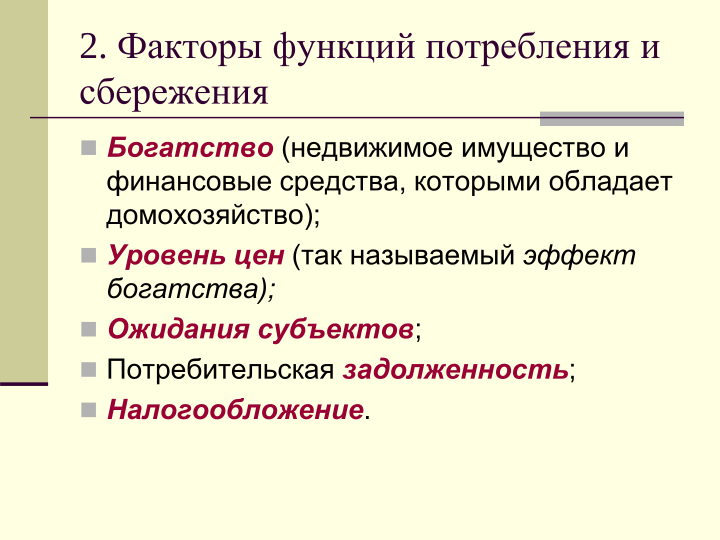 2. Факторы функций потребления и
сбережения
Богатство (недвижимое имущество и
финансовые средства, которыми обладает
домохозяйство);
Уровень цен (так называемый эффект
богатства);
Ожидания субъектов;
Потребительская задолженность;
Налогообложение.